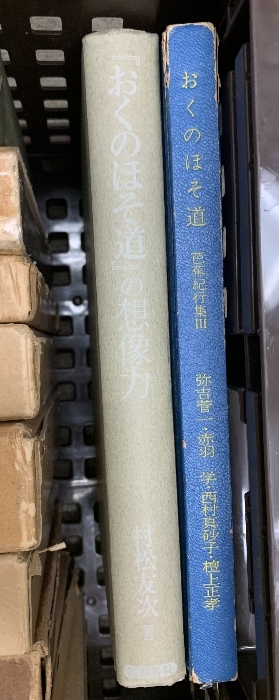 『おくのほそ道』の想像力
村松友次 著
おくのほそ道
芭蕉紀行集III
弥吉菅一・赤羽 学・西村真砂子・檀上正孝